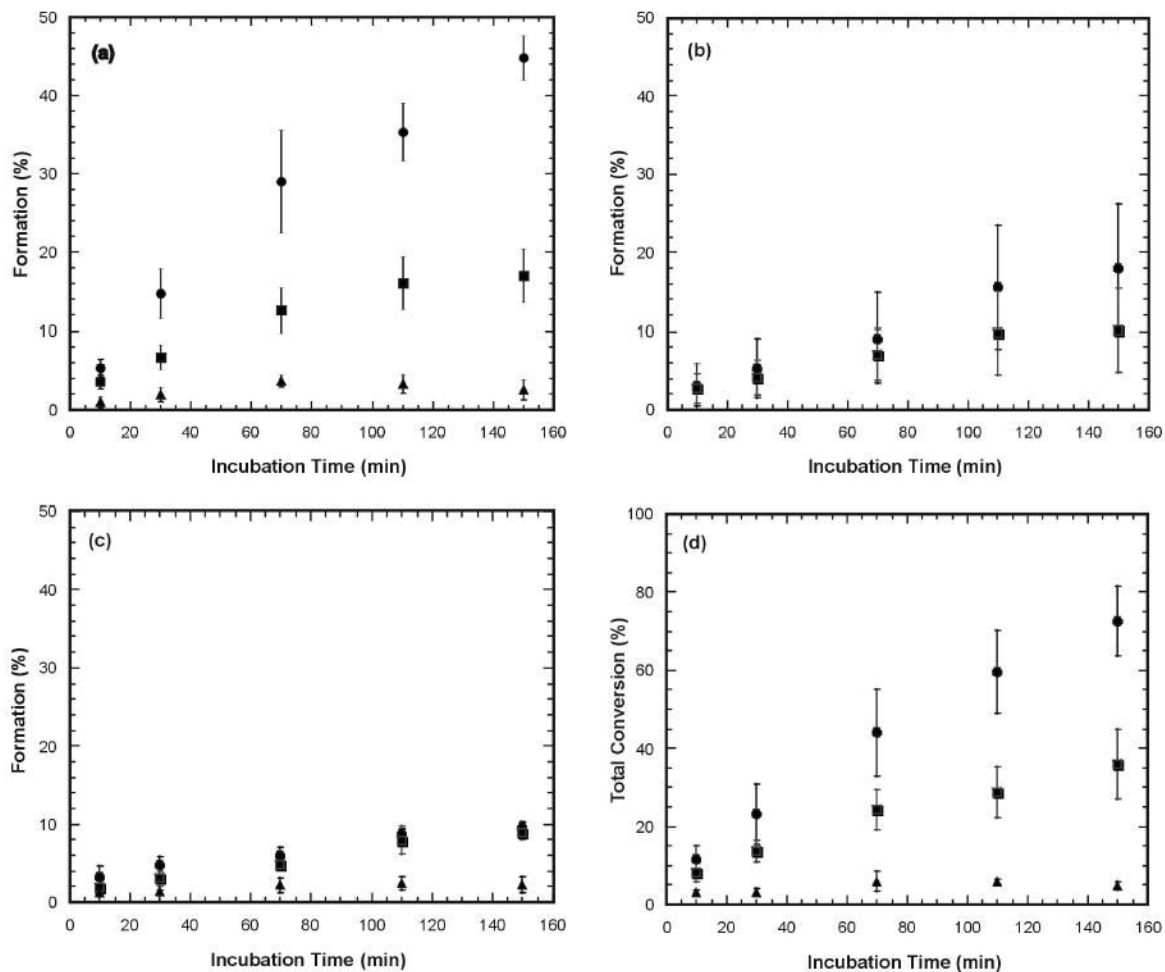 (a)
50
40
30
20
10
0
Formation (%)
0 20 40 60 80 100 120 140 160
Incubation Time (min)
(b)
50
40
30
20
10
0
Formation (%)
0 20 40 60 80 100 120 140 160
Incubation Time (min)
(c)
50
40
30
20
10
0
Formation (%)
0 20 40 60 80 100 120 140 160
Incubation Time (min)
(d)
100
80
60
40
20
0
Total Conversion (%)
0 20 40 60 80 100 120 140 160
Incubation Time (min)